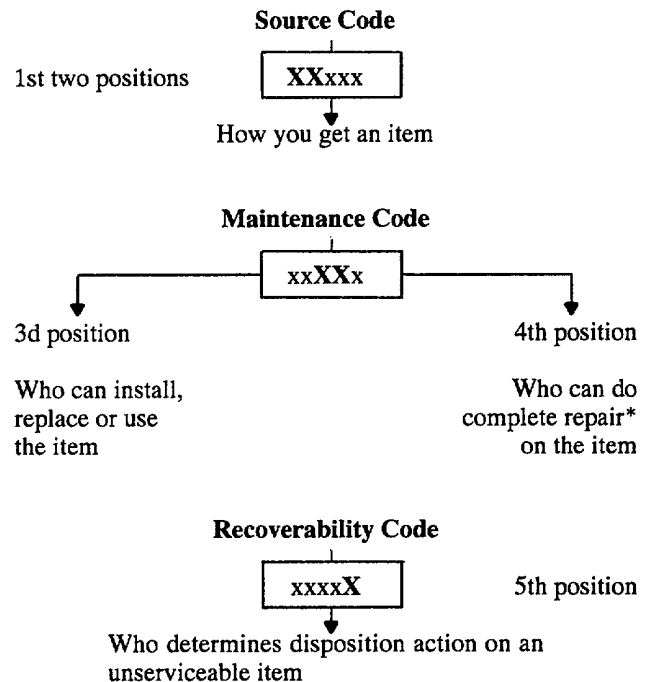 Source Code
1st two positions
XXxxx
How you get an item
Maintenance Code
xxXXx
3d position
4th position
Who can install,
replace or use
the item
Who can do
complete repair*
on the item
Recoverability Code
xxxxX
5th position
Who determines disposition action on an
unserviceable item